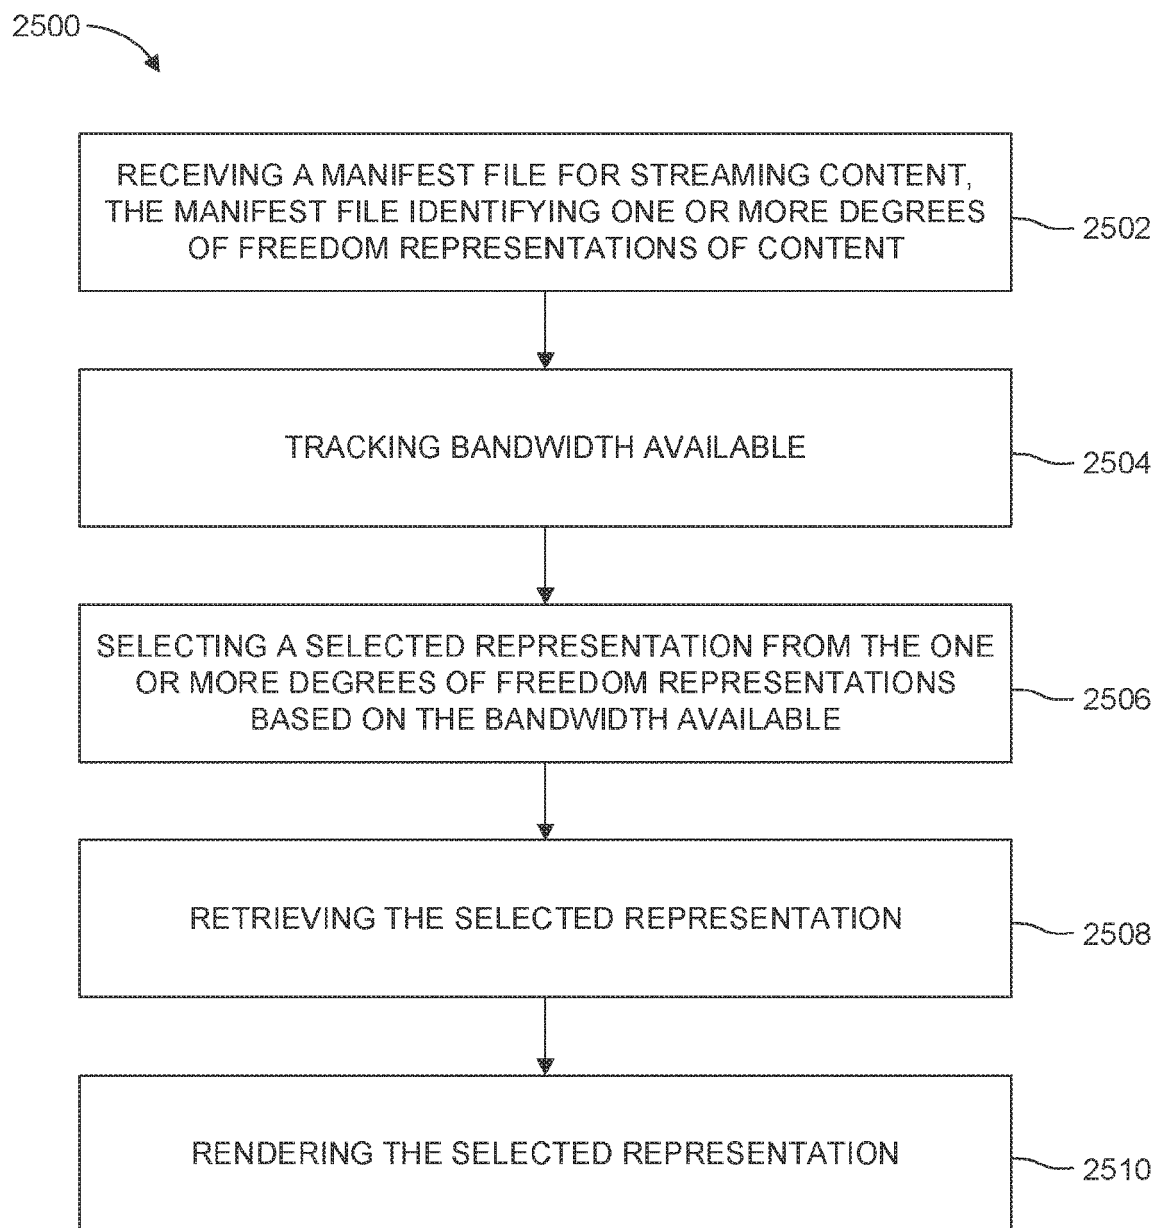 2500
RECEIVING A MANIFEST FILE FOR STREAMING CONTENT,
THE MANIFEST FILE IDENTIFYING ONE OR MORE DEGREES
OF FREEDOM REPRESENTATIONS OF CONTENT
2502
TRACKING BANDWIDTH AVAILABLE
2504
SELECTING A SELECTED REPRESENTATION FROM THE ONE
OR MORE DEGREES OF FREEDOM REPRESENTATIONS
BASED ON THE BANDWIDTH AVAILABLE
2506
RETRIEVING THE SELECTED REPRESENTATION
2508
RENDERING THE SELECTED REPRESENTATION
2510